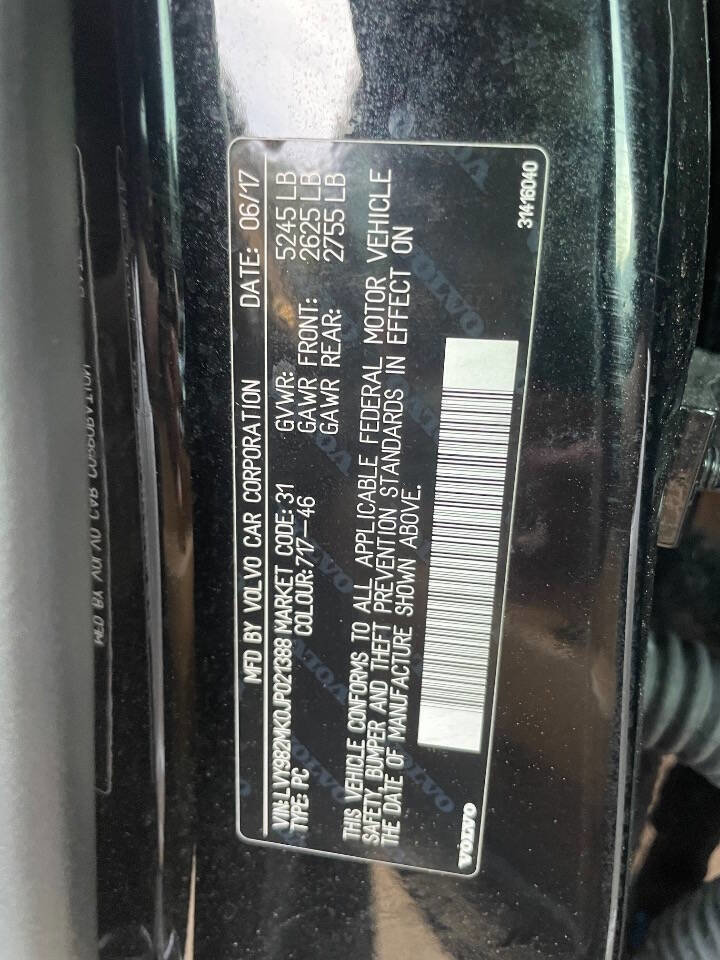 MFD BY VOLVO CAR CORPORATION DATE: 06/17
VIN: LVY982MK0JP021388 MARKET CODE: 31 GVWR: 5245 LB
TYPE: PC COLOUR: 717-46 GAWR FRONT: 2625 LB
GAWR REAR: 2755 LB
THIS VEHICLE CONFORMS TO ALL APPLICABLE FEDERAL MOTOR VEHICLE
SAFETY, BUMPER AND THEFT PREVENTION STANDARDS IN EFFECT ON
THE DATE OF MANUFACTURE SHOWN ABOVE.
VOLVO
31416040